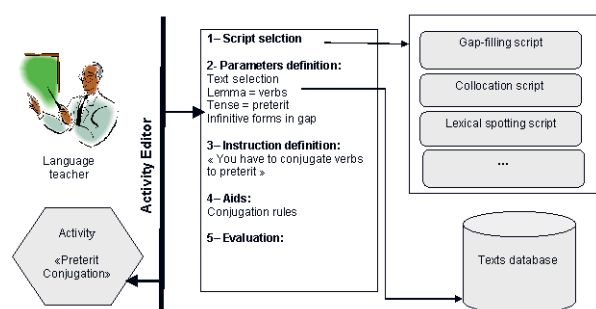 Language
teacher
Activity Editor
Activity
«Preterit
Conjugation»
1– Script selction
2- Parameters definition:
Text selection
Lemma = verbs
Tense = preterit
Infinitive forms in gap
3– Instruction definition:
« You have to conjugate verbs
to preterit »
4– Aids:
Conjugation rules
5– Evaluation:
Gap-filling script
Collocation script
Lexical spotting script
...
Texts database